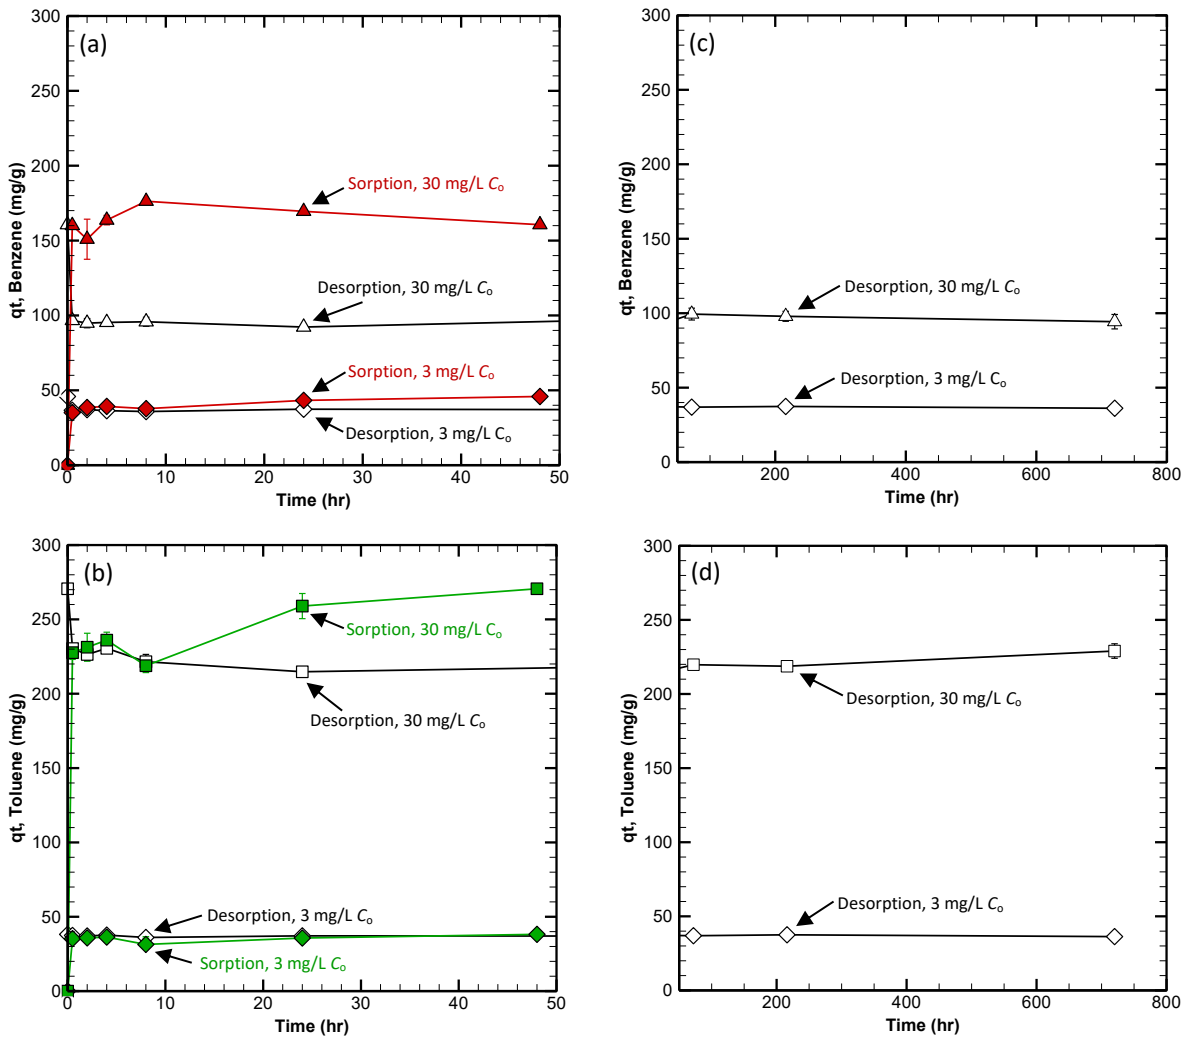 (a)
300
250
200
150
100
50
0
qt, Benzene (mg/g)
Sorption, 30 mg/L Co
Desorption, 30 mg/L Co
Sorption, 3 mg/L Co
Desorption, 3 mg/L Co
0 10 20 30 40 50
Time (hr)
(c)
300
250
200
150
100
50
0
qt, Benzene (mg/g)
Desorption, 30 mg/L Co
Desorption, 3 mg/L Co
200 400 600 800
Time (hr)
(b)
300
250
200
150
100
50
0
qt, Toluene (mg/g)
Sorption, 30 mg/L Co
Desorption, 30 mg/L Co
Desorption, 3 mg/L Co
Sorption, 3 mg/L Co
0 10 20 30 40 50
Time (hr)
(d)
300
250
200
150
100
50
0
qt, Toluene (mg/g)
Desorption, 30 mg/L Co
Desorption, 3 mg/L Co
200 400 600 800
Time (hr)